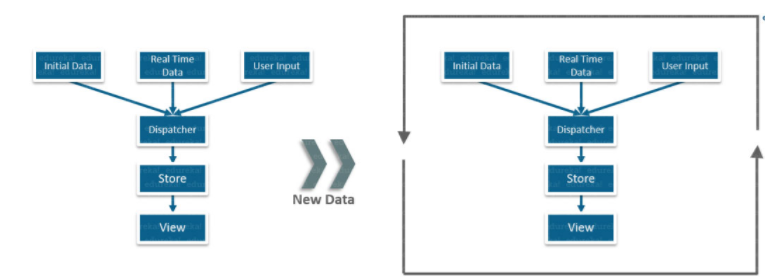 Initial Data
Real Time
Data
User Input
Dispatcher
Store
View
New Data
Initial Data
Real Time
Data
User Input
Dispatcher
Store
View